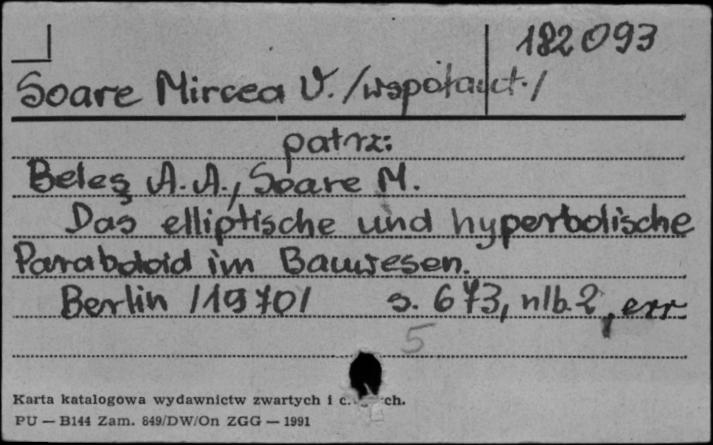 182093
Soare Mircea V. /współaut./
patrz:
Beleş A.A., Soare M.
Das elliptische und hyperbolische
Paraboloid im Bauwesen.
Berlin /1970/ s. 673, nlb. 2, err
5
Karta katalogowa wydawnictw zwartych i
PU — B144 Zam. 849/DW/On ZGG — 1991